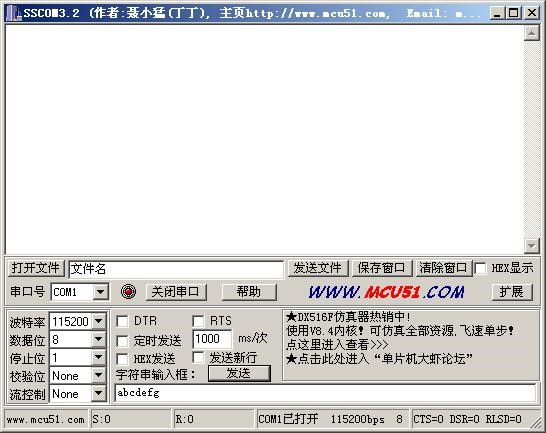 SSCOM3.2 (作者:聂小猛(丁丁), 主页http://www.mcu51.com, Email: m...
打开文件 文件名 发送文件 保存窗口 清除窗口 HEX显示
串口号 COM1 关闭串口 帮助 WWW.MCU51.COM 扩展
波特率 115200 DTR RTS
数据位 8 定时发送 1000 ms/次
停止位 1 HEX发送 发送新行
校验位 None 字符串输入框: 发送
流控制 None abcdefg
★DX516F仿真器热销中!
使用V8.4内核! 可仿真全部资源,飞速单步!
点这里进入查看>>>
★点击此处进入“单片机大虾论坛”
www.mcu51.com S:0 R:0 COM1已打开 115200bps 8 CTS=0 DSR=0 RLSD=0